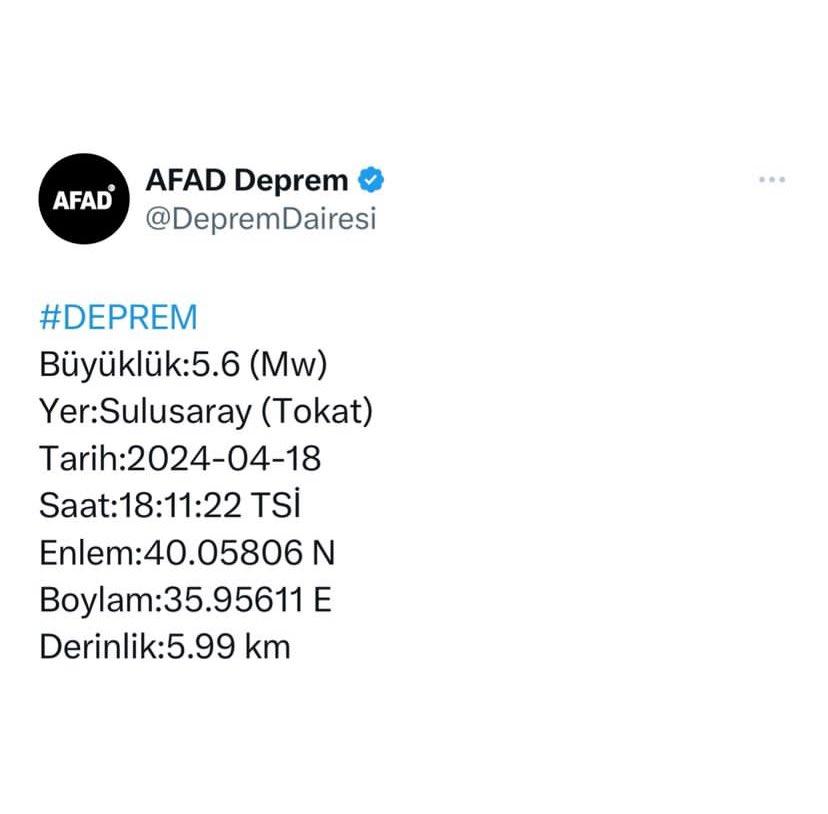 AFAD
AFAD Deprem
@DepremDairesi
#DEPREM
Büyüklük:5.6 (Mw)
Yer:Sulusaray (Tokat)
Tarih:2024-04-18
Saat:18:11:22 TSİ
Enlem:40.05806 N
Boylam:35.95611 E
Derinlik:5.99 km